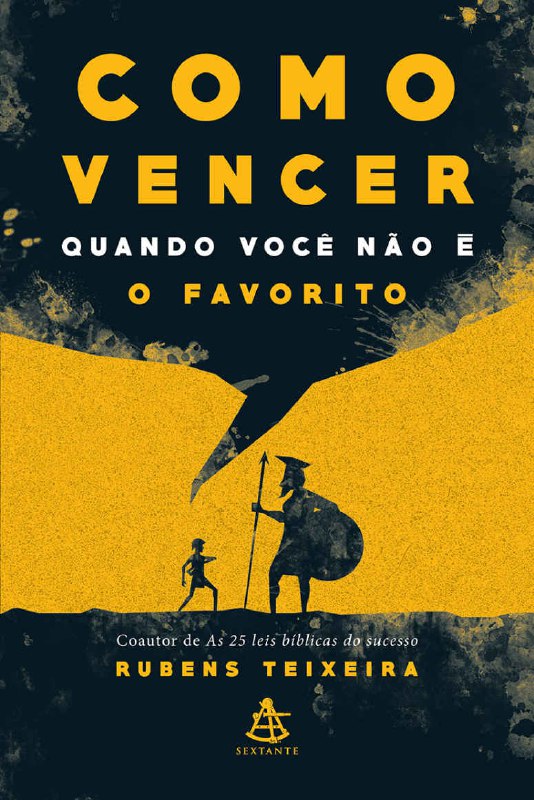 COMO
VENCER
QUANDO VOCÊ NÃO É
O FAVORITO
Coautor de As 25 leis bíblicas do sucesso
RUBENS TEIXEIRA
SEXTANTE